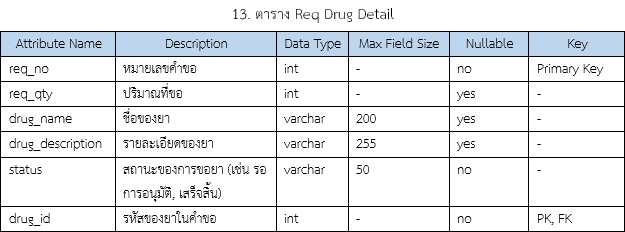 13. ตาราง Req Drug Detail
Attribute Name Description Data Type Max Field Size Nullable Key
req_no หมายเลขคำขอ int - no Primary Key
req_qty ปริมาณที่ขอ int - yes -
drug_name ชื่อของยา varchar 200 yes -
drug_description รายละเอียดของยา varchar 255 yes -
status สถานะของการขอยา (เช่น รอ varchar 50 no -
การอนุมัติ, เสร็จสิ้น)
drug_id รหัสของยาในคำขอ int - no PK, FK